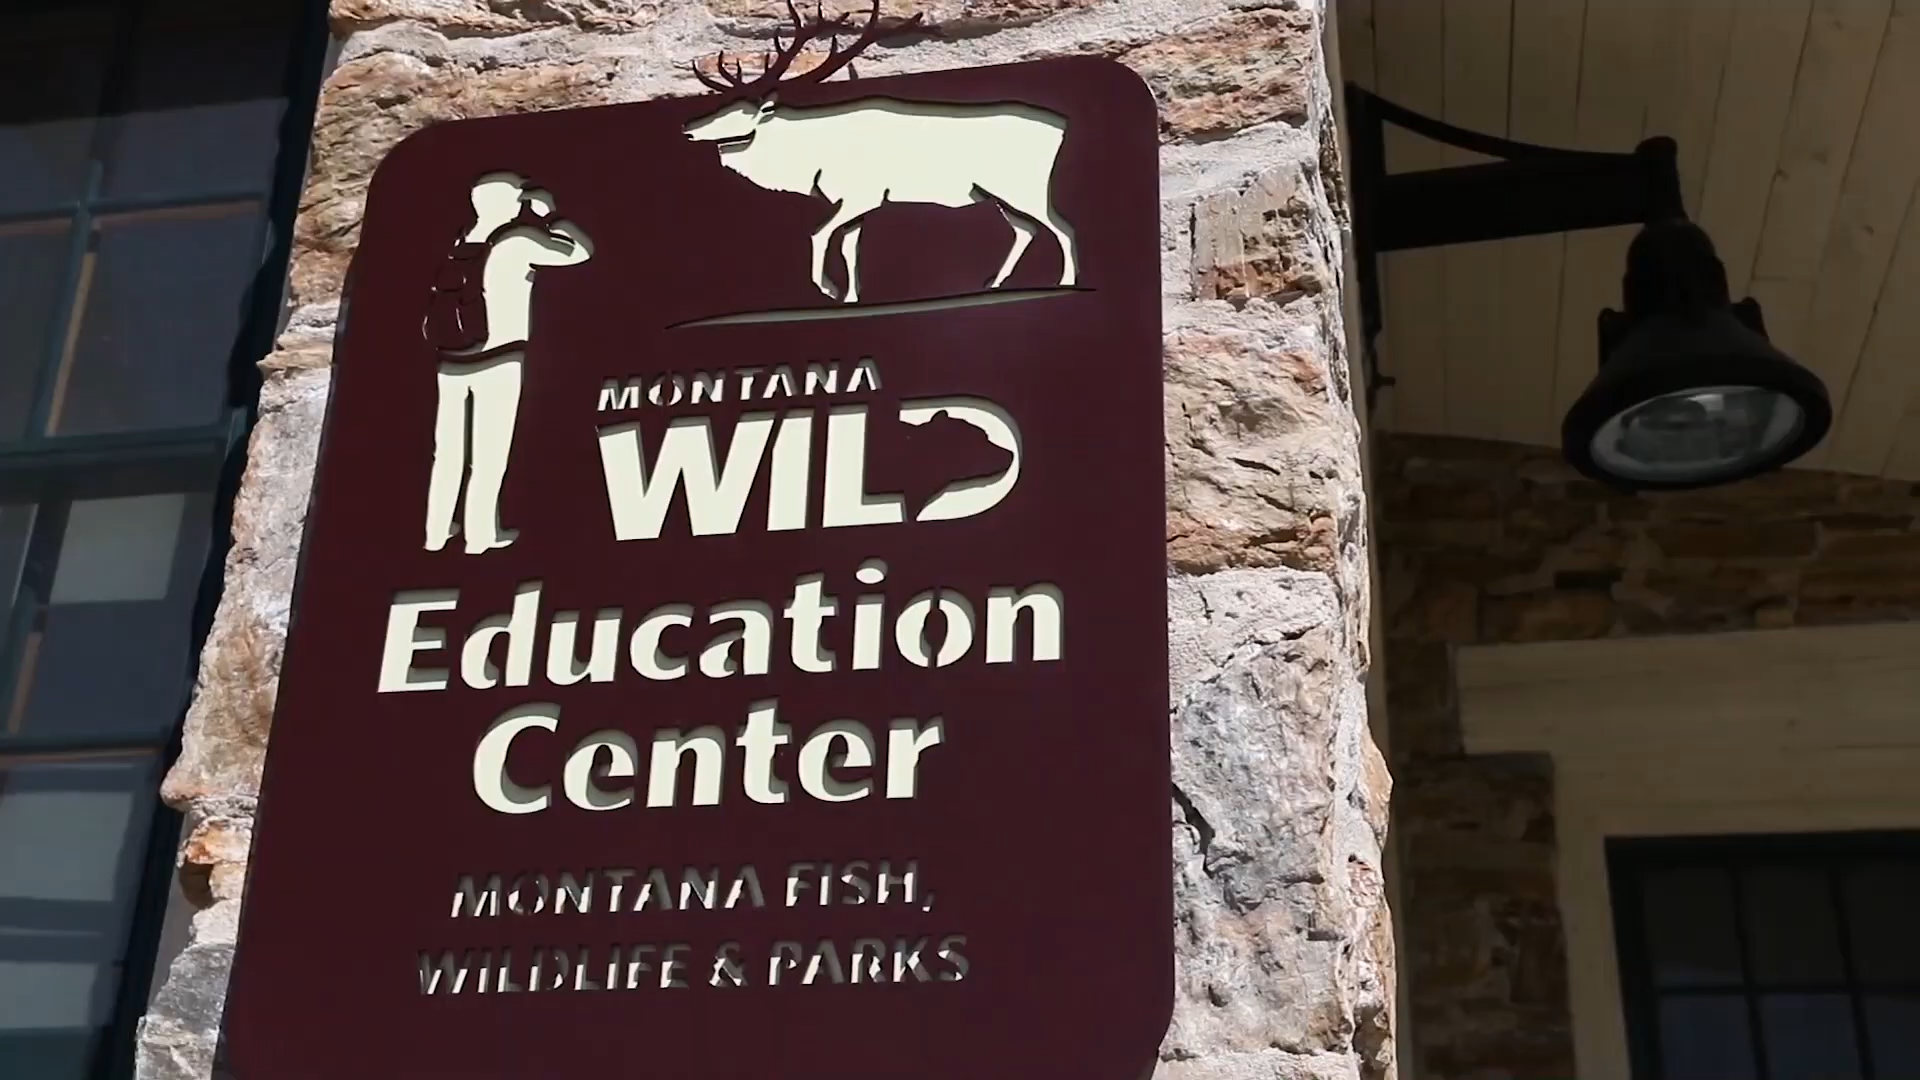 MONTANA
WILD
Education
Center
MONTANA FISH,
WILDLIFE & PARKS